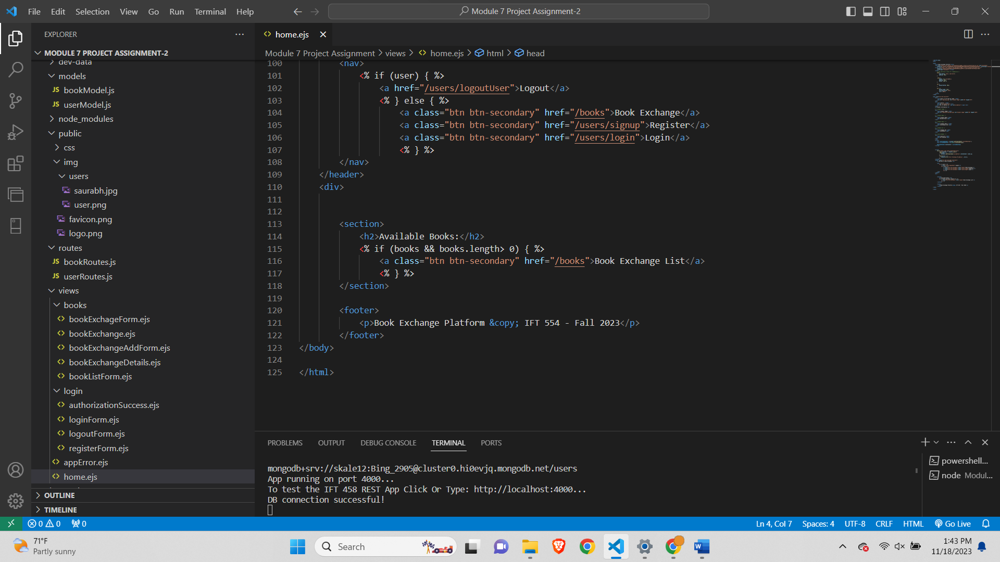 File Edit Selection View Go Run Terminal Help
Module 7 Project Assignment-2
EXPLORER
MODULE 7 PROJECT ASSIGNMENT-2
dev-data
models
JS bookModel.js
JS userModel.js
node_modules
public
css
img
users
saurabh.jpg
user.png
favicon.png
logo.png
routes
JS bookRoutes.js
JS userRoutes.js
views
books
<> bookExchageForm.ejs
<> bookExchange.ejs
<> bookExchangeAddForm.ejs
<> bookExchangeDetails.ejs
<> bookListForm.ejs
login
<> authorizationSuccess.ejs
<> loginForm.ejs
<> logoutForm.ejs
<> registerForm.ejs
<> appError.ejs
<> home.ejs
OUTLINE
TIMELINE
<> home.ejs
Module 7 Project Assignment > views > <> home.ejs > html > head
100 <nav>
101 <% if (user) { %>
102 <a href="/users/logoutUser">Logout</a>
103 <% } else { %>
104 <a class="btn btn-secondary" href="/books">Book Exchange</a>
105 <a class="btn btn-secondary" href="/users/signup">Register</a>
106 <a class="btn btn-secondary" href="/users/login">Login</a>
107 <% } %>
108 </nav>
109 </header>
110 <div>
111
112
113 <section>
114 <h2>Available Books:</h2>
115 <% if (books && books.length> 0) { %>
116 <a class="btn btn-secondary" href="/books">Book Exchange List</a>
117 <% } %>
118 </section>
119
120 <footer>
121 <p>Book Exchange Platform &copy; IFT 554 - Fall 2023</p>
122 </footer>
123 </body>
124
125 </html>
PROBLEMS OUTPUT DEBUG CONSOLE TERMINAL PORTS
mongodb+srv://skale12:Bing_2905@cluster0.hi0evjq.mongodb.net/users
App running on port 4000...
To test the IFT 458 REST App Click Or Type: http://localhost:4000...
DB connection successful!
powershell...
node Modul...
0 0 0
Ln 4, Col 7 Spaces: 4 UTF-8 CRLF HTML Go Live
71°F
Partly sunny
Search
1:43 PM
11/18/2023